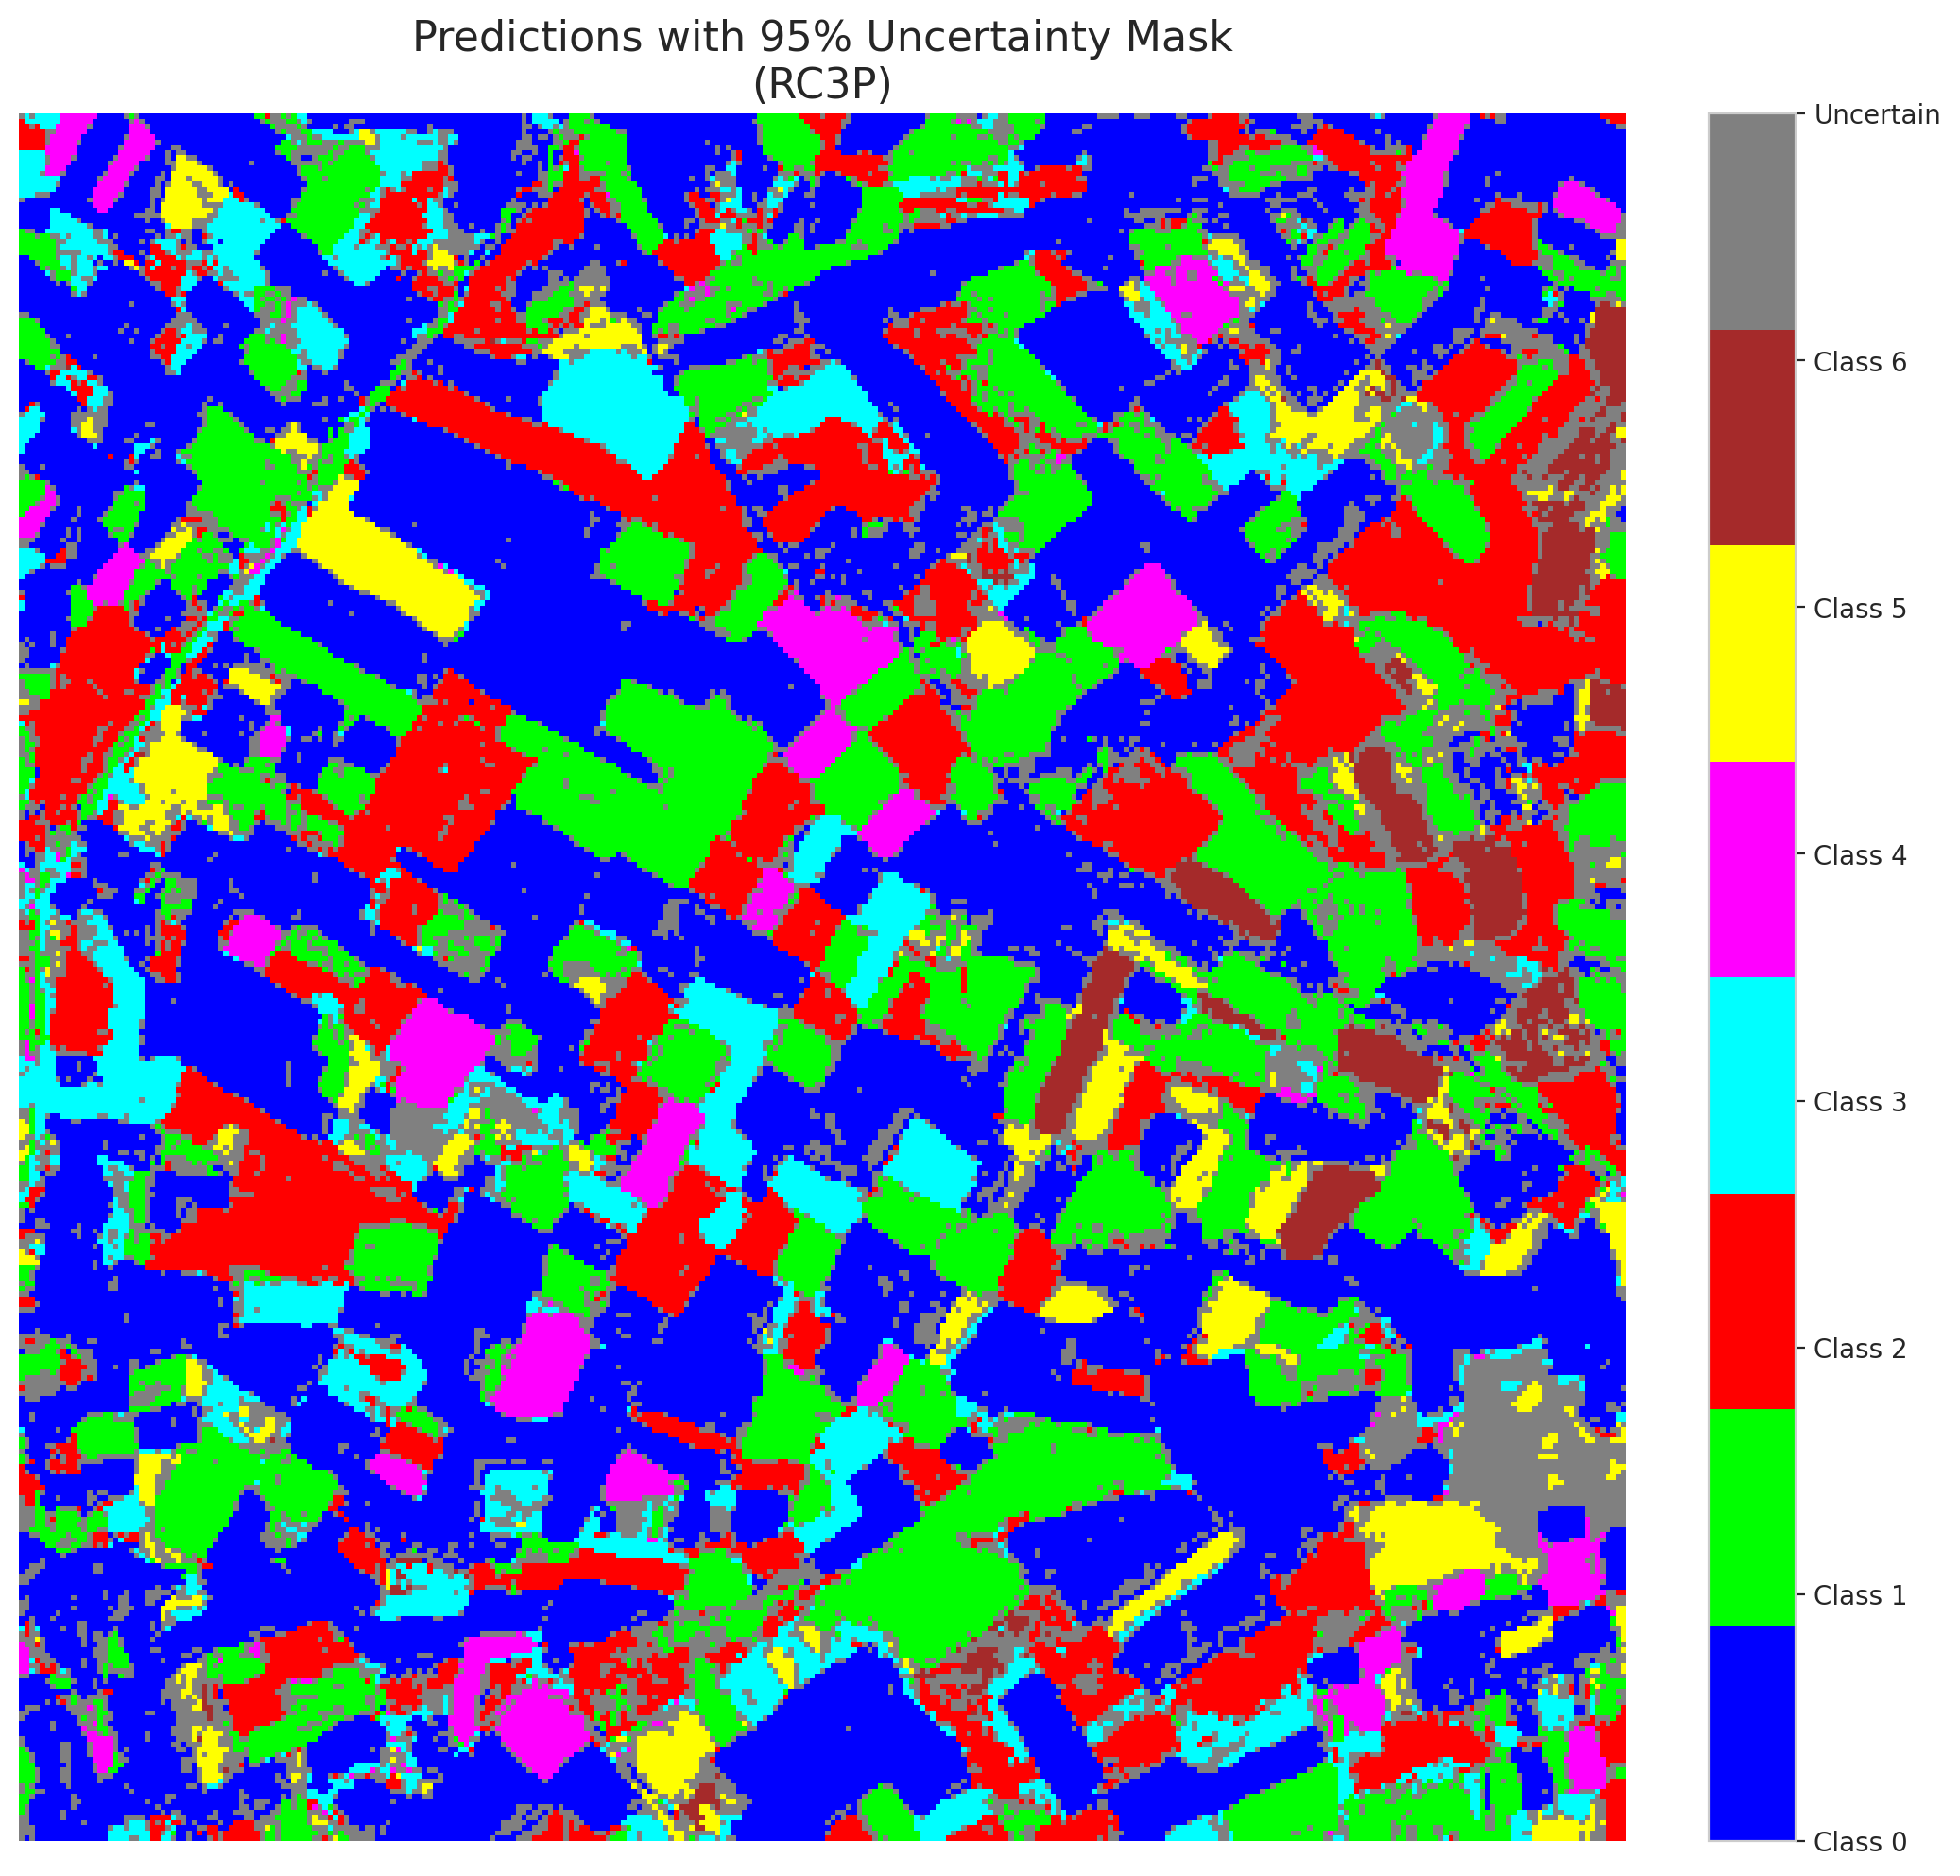 Predictions with 95% Uncertainty Mask
(RC3P)
Uncertain
Class 6
Class 5
Class 4
Class 3
Class 2
Class 1
Class 0